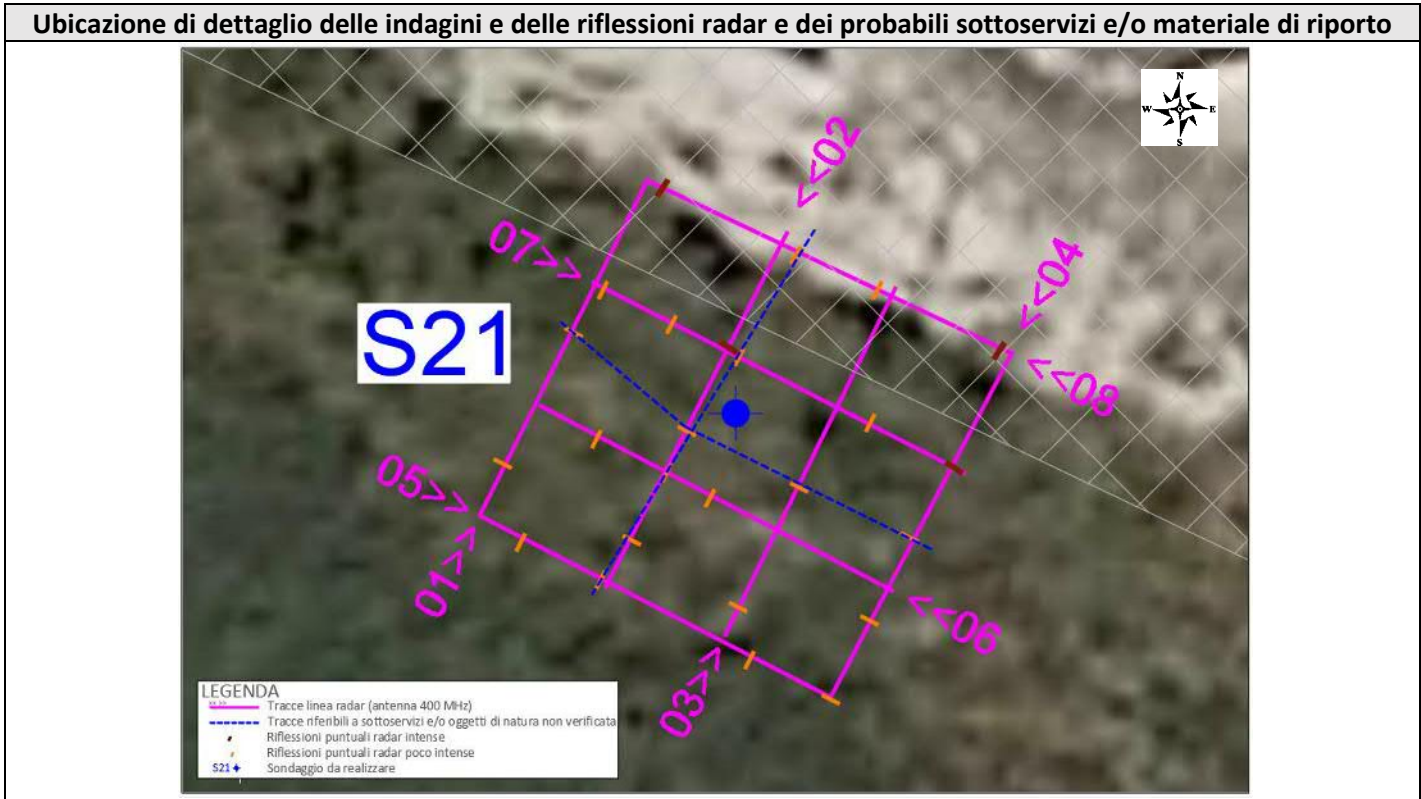 Ubicazione di dettaglio delle indagini e delle riflessioni radar e dei probabili sottoservizi e/o materiale di riporto
N
W E
S
<<02
07>>
<<04
S21
<<08
05>>
01>>
<<06
03>>
LEGENDA
<< >> Tracce linea radar (antenna 400 MHz)
Tracce riferibili a sottoservizi e/o oggetti di natura non verificata
Riflessioni puntuali radar intense
Riflessioni puntuali radar poco intense
S21 Sondaggio da realizzare